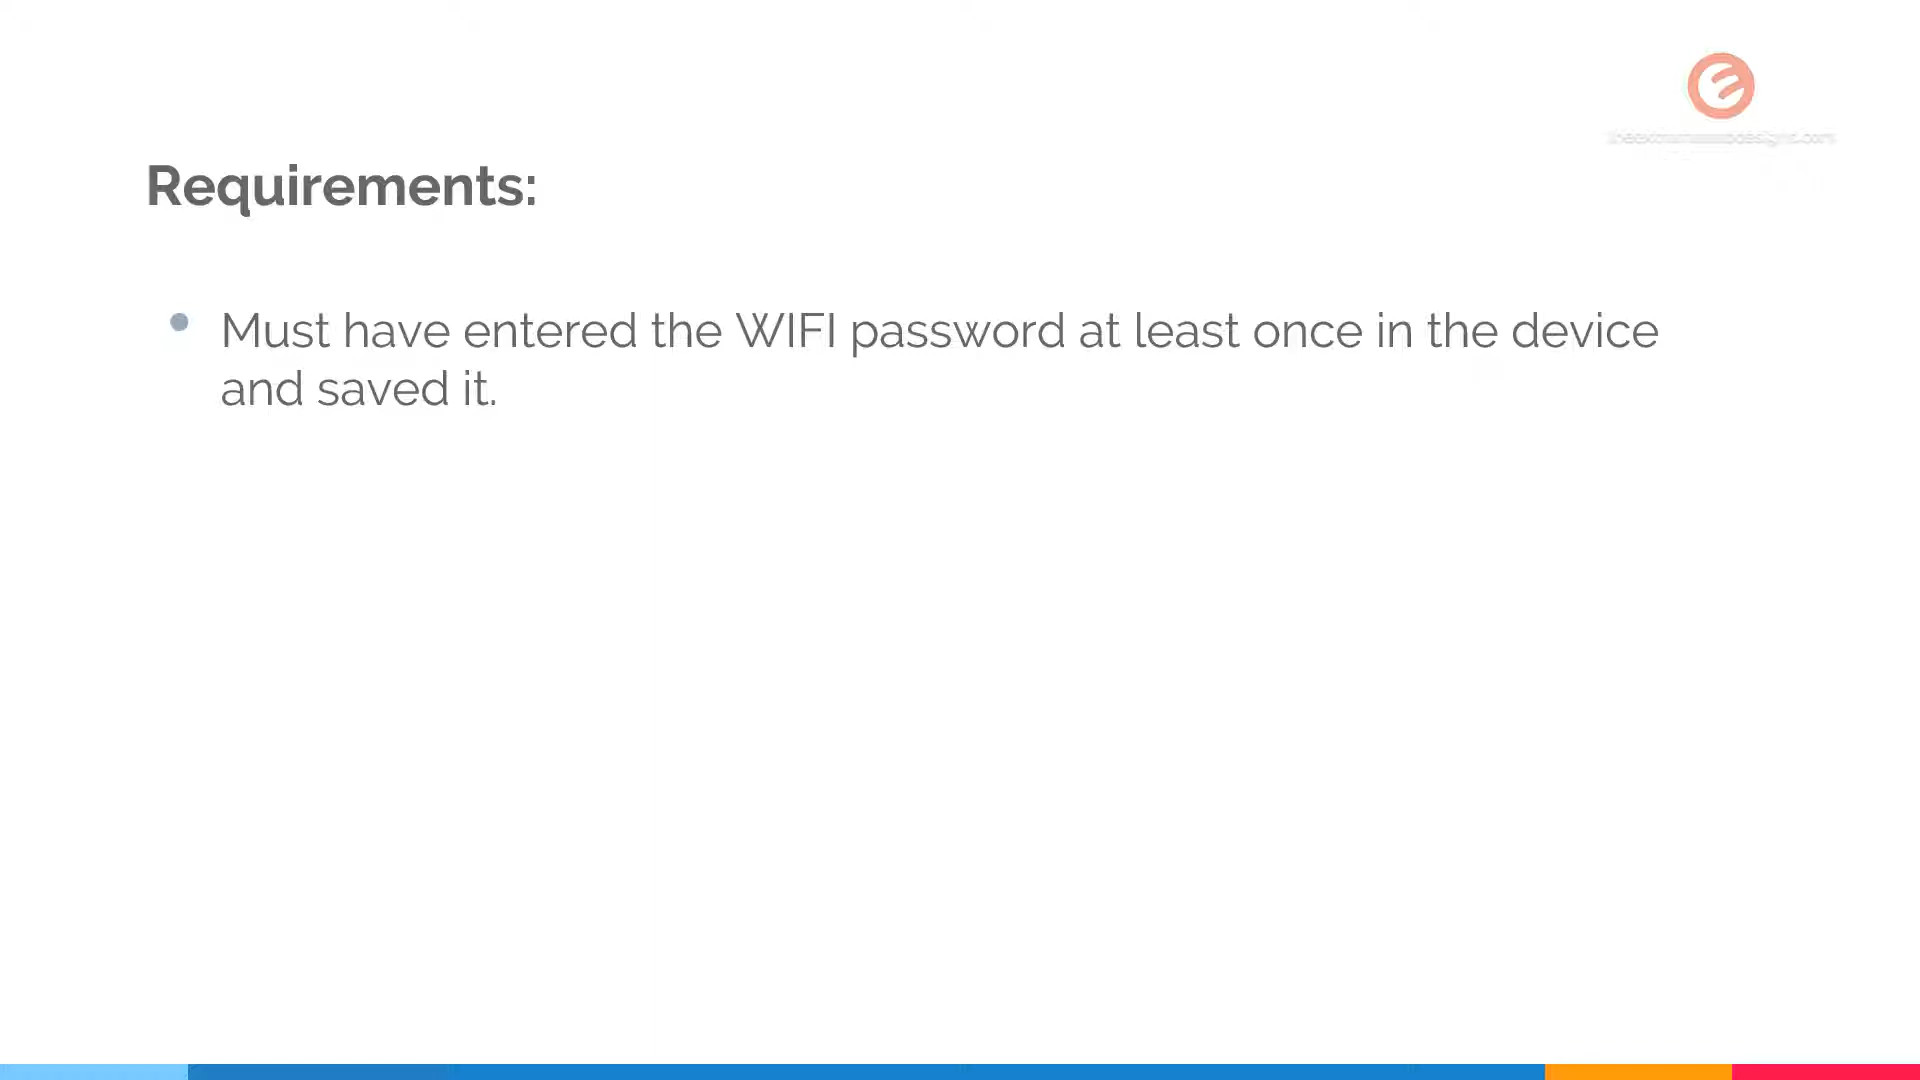 Requirements:
Must have entered the WIFI password at least once in the device
and saved it.